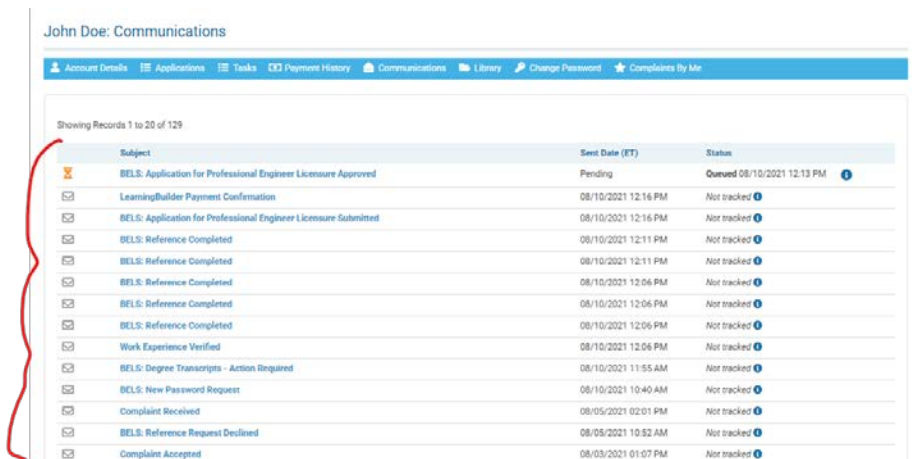 John Doe: Communications
Account Details Applications Tasks Payment History Communications Library Change Password Complaints By Me
Showing Records 1 to 20 of 129
Subject Sent Date (ET) Status
BELS: Application for Professional Engineer Licensure Approved Pending Queued 08/10/2021 12:13 PM
LearningBuilder Payment Confirmation 08/10/2021 12:16 PM Not tracked
BELS: Application for Professional Engineer Licensure Submitted 08/10/2021 12:16 PM Not tracked
BELS: Reference Completed 08/10/2021 12:11 PM Not tracked
BELS: Reference Completed 08/10/2021 12:11 PM Not tracked
BELS: Reference Completed 08/10/2021 12:06 PM Not tracked
BELS: Reference Completed 08/10/2021 12:06 PM Not tracked
BELS: Reference Completed 08/10/2021 12:06 PM Not tracked
Work Experience Verified 08/10/2021 12:06 PM Not tracked
BELS: Degree Transcripts - Action Required 08/10/2021 11:55 AM Not tracked
BELS: New Password Request 08/10/2021 10:40 AM Not tracked
Complaint Received 08/05/2021 02:01 PM Not tracked
BELS: Reference Request Declined 08/05/2021 10:52 AM Not tracked
Complaint Accepted 08/03/2021 01:07 PM Not tracked